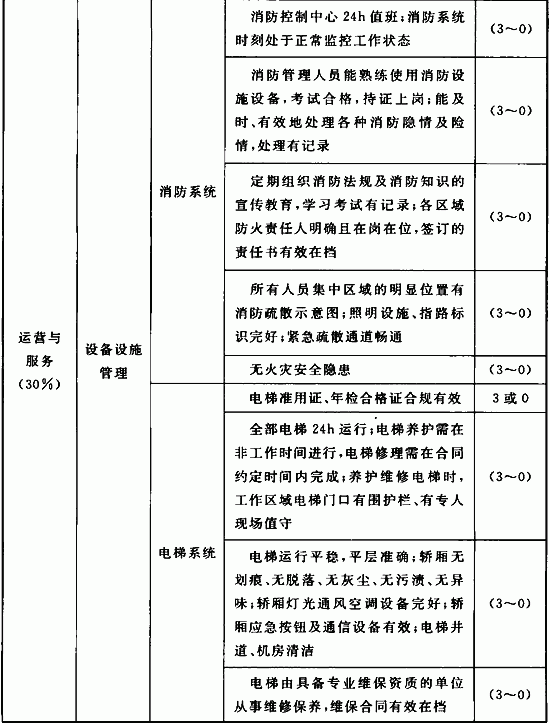 消防控制中心 24h 值班;消防系统
时刻处于正常监控工作状态
(3～0)
消防管理人员能熟练使用消防设
施设备,考试合格,持证上岗;能及
时、有效地处理各种消防隐情及险
情,处理有记录
(3～0)
消防系统
定期组织消防法规及消防知识的
宣传教育,学习考试有记录;各区域
防火责任人明确且在岗在位,签订的
责任书有效在档
(3～0)
所有人员集中区域的明显位置有
消防疏散示意图;照明设施、指路标
识完好;紧急疏散通道畅通
(3～0)
运营与
服务
(30%)
设备设施
管理
无火灾安全隐患
(3～0)
电梯准用证、年检合格证合规有效
3 或 0
全部电梯 24h 运行;电梯养护需在
非工作时间进行,电梯修理需在合同
约定时间内完成;养护维修电梯时,
工作区域电梯门口有围护栏、有专人
现场值守
(3～0)
电梯系统
电梯运行平稳,平层准确;轿厢无
划痕、无脱落、无灰尘、无污渍、无异
味;轿厢灯光通风空调设备完好;轿
厢应急按钮及通信设备有效;电梯井
道、机房清洁
(3～0)
电梯由具备专业维保资质的单位
从事维修保养,维保合同有效在档
(3～0)